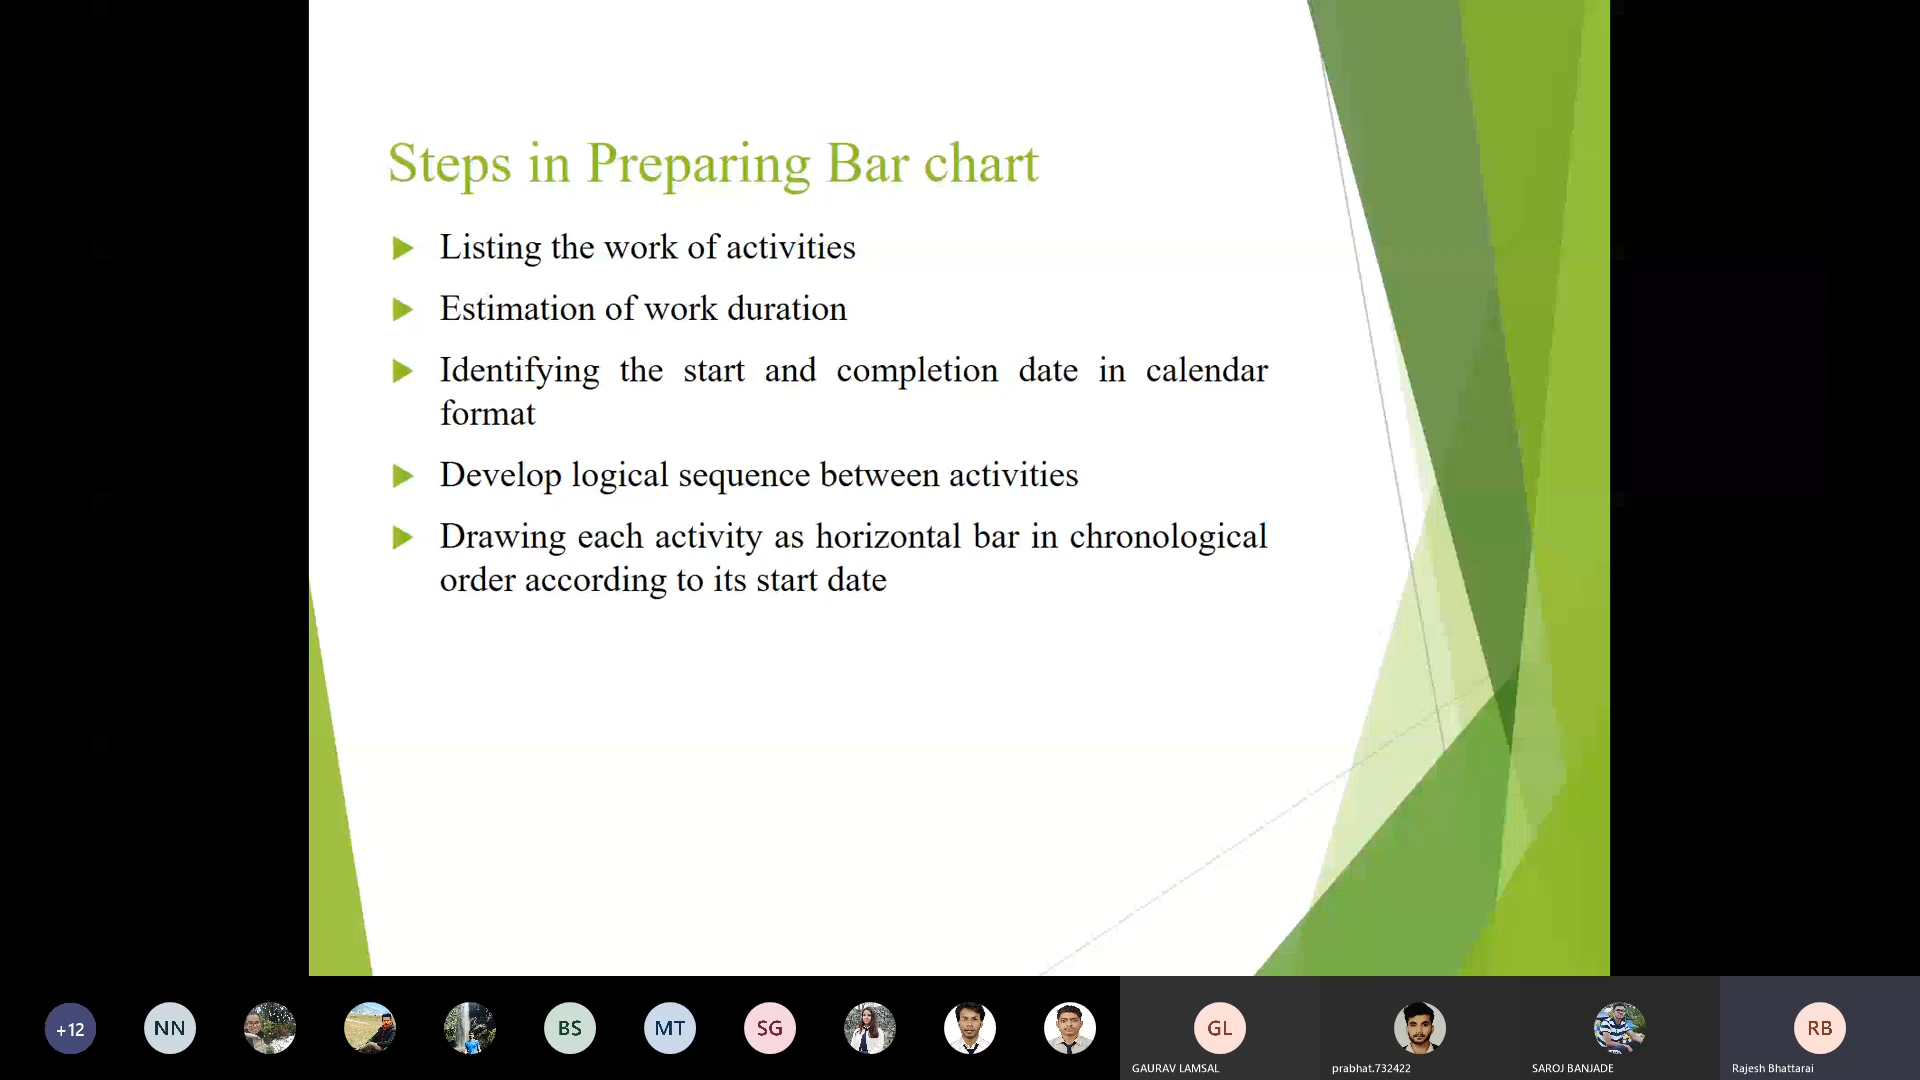 Steps in Preparing Bar chart
Listing the work of activities
Estimation of work duration
Identifying the start and completion date in calendar
format
Develop logical sequence between activities
Drawing each activity as horizontal bar in chronological
order according to its start date
+12
NN
BS
MT
SG
GL
RB
GAURAV LAMSAL
prabhat.732422
SAROJ BANJADE
Rajesh Bhattarai